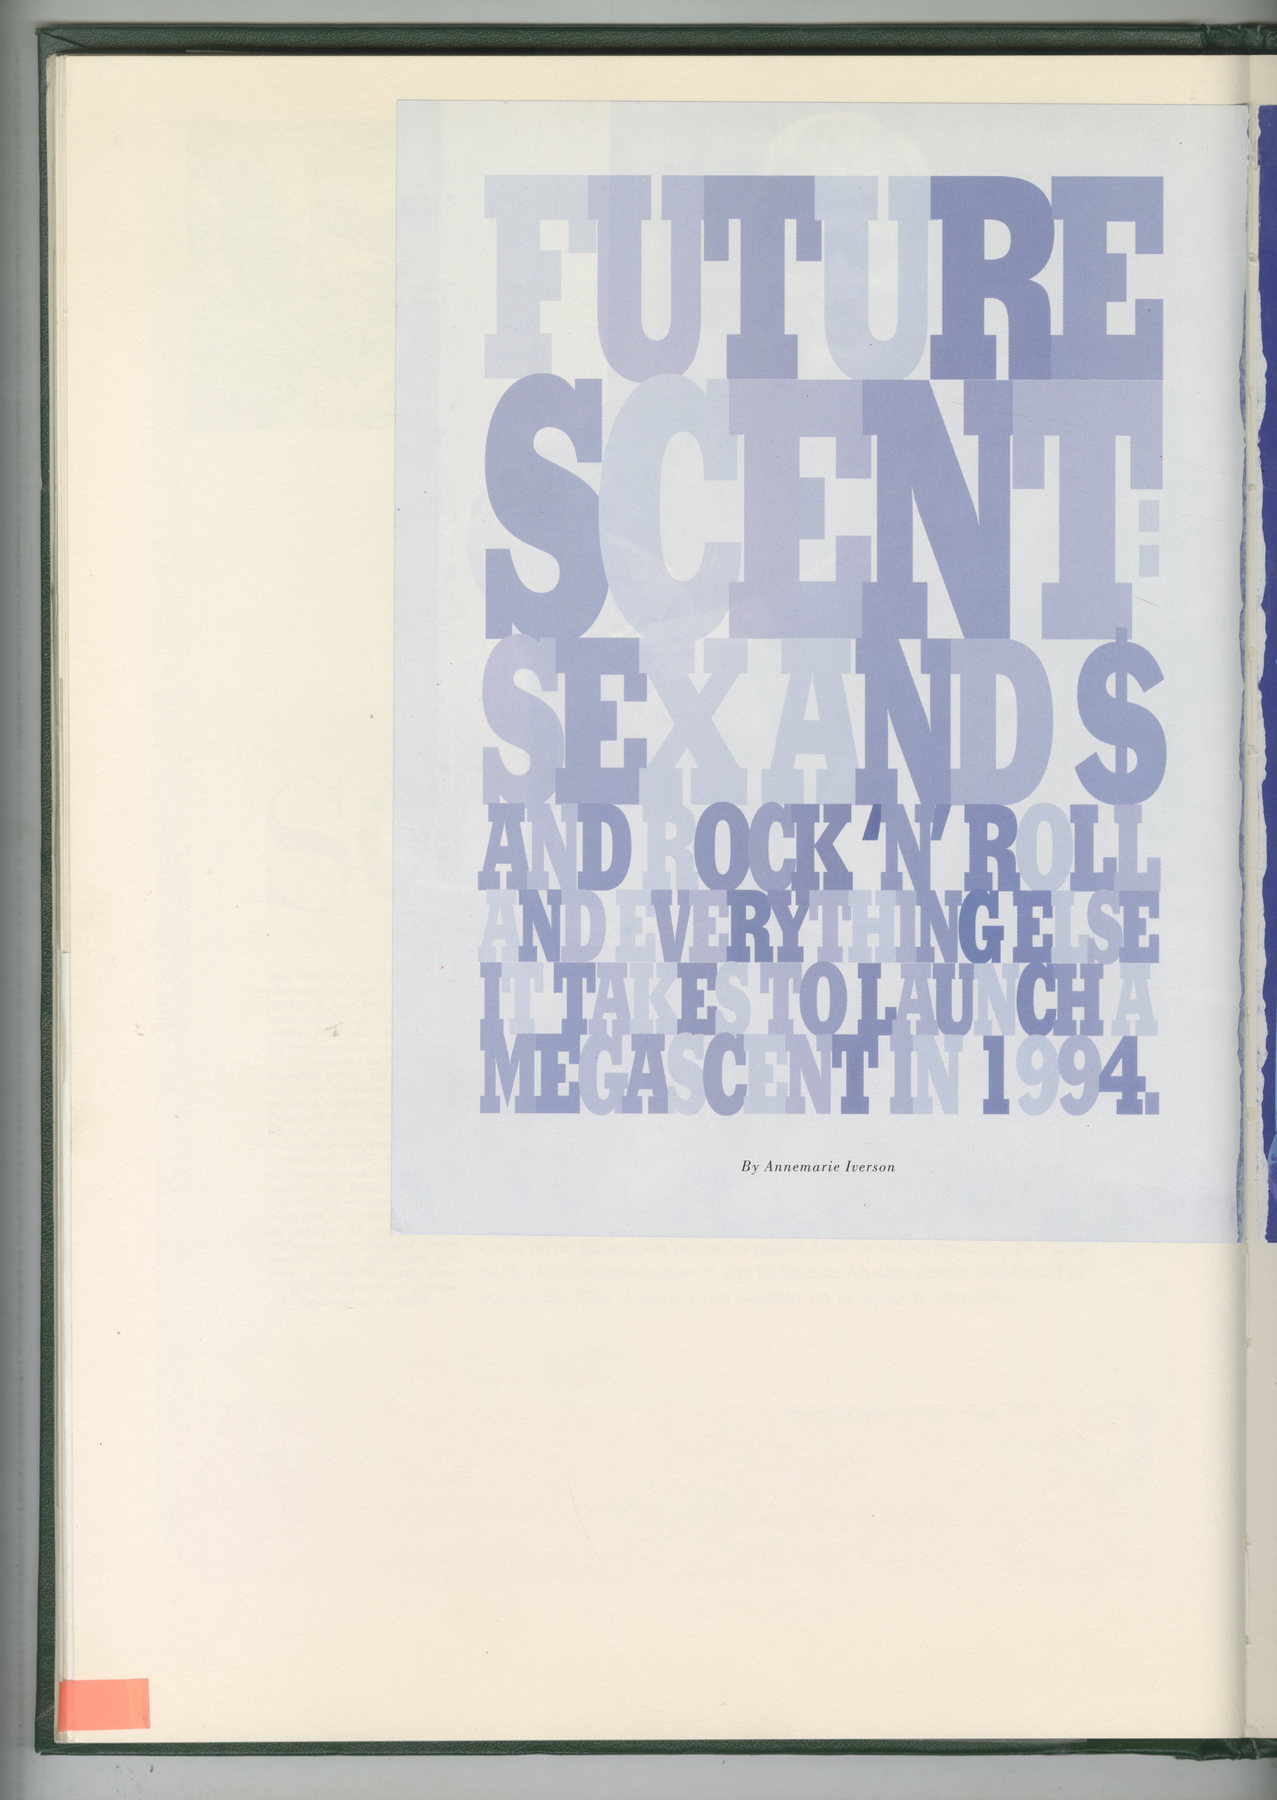 FUTURE
SCENT:
SEX AND $
AND ROCK 'N' ROLL
AND EVERYTHING ELSE
IT TAKES TO LAUNCH A
MEGASCENT IN 1994.
By Annemarie Iverson